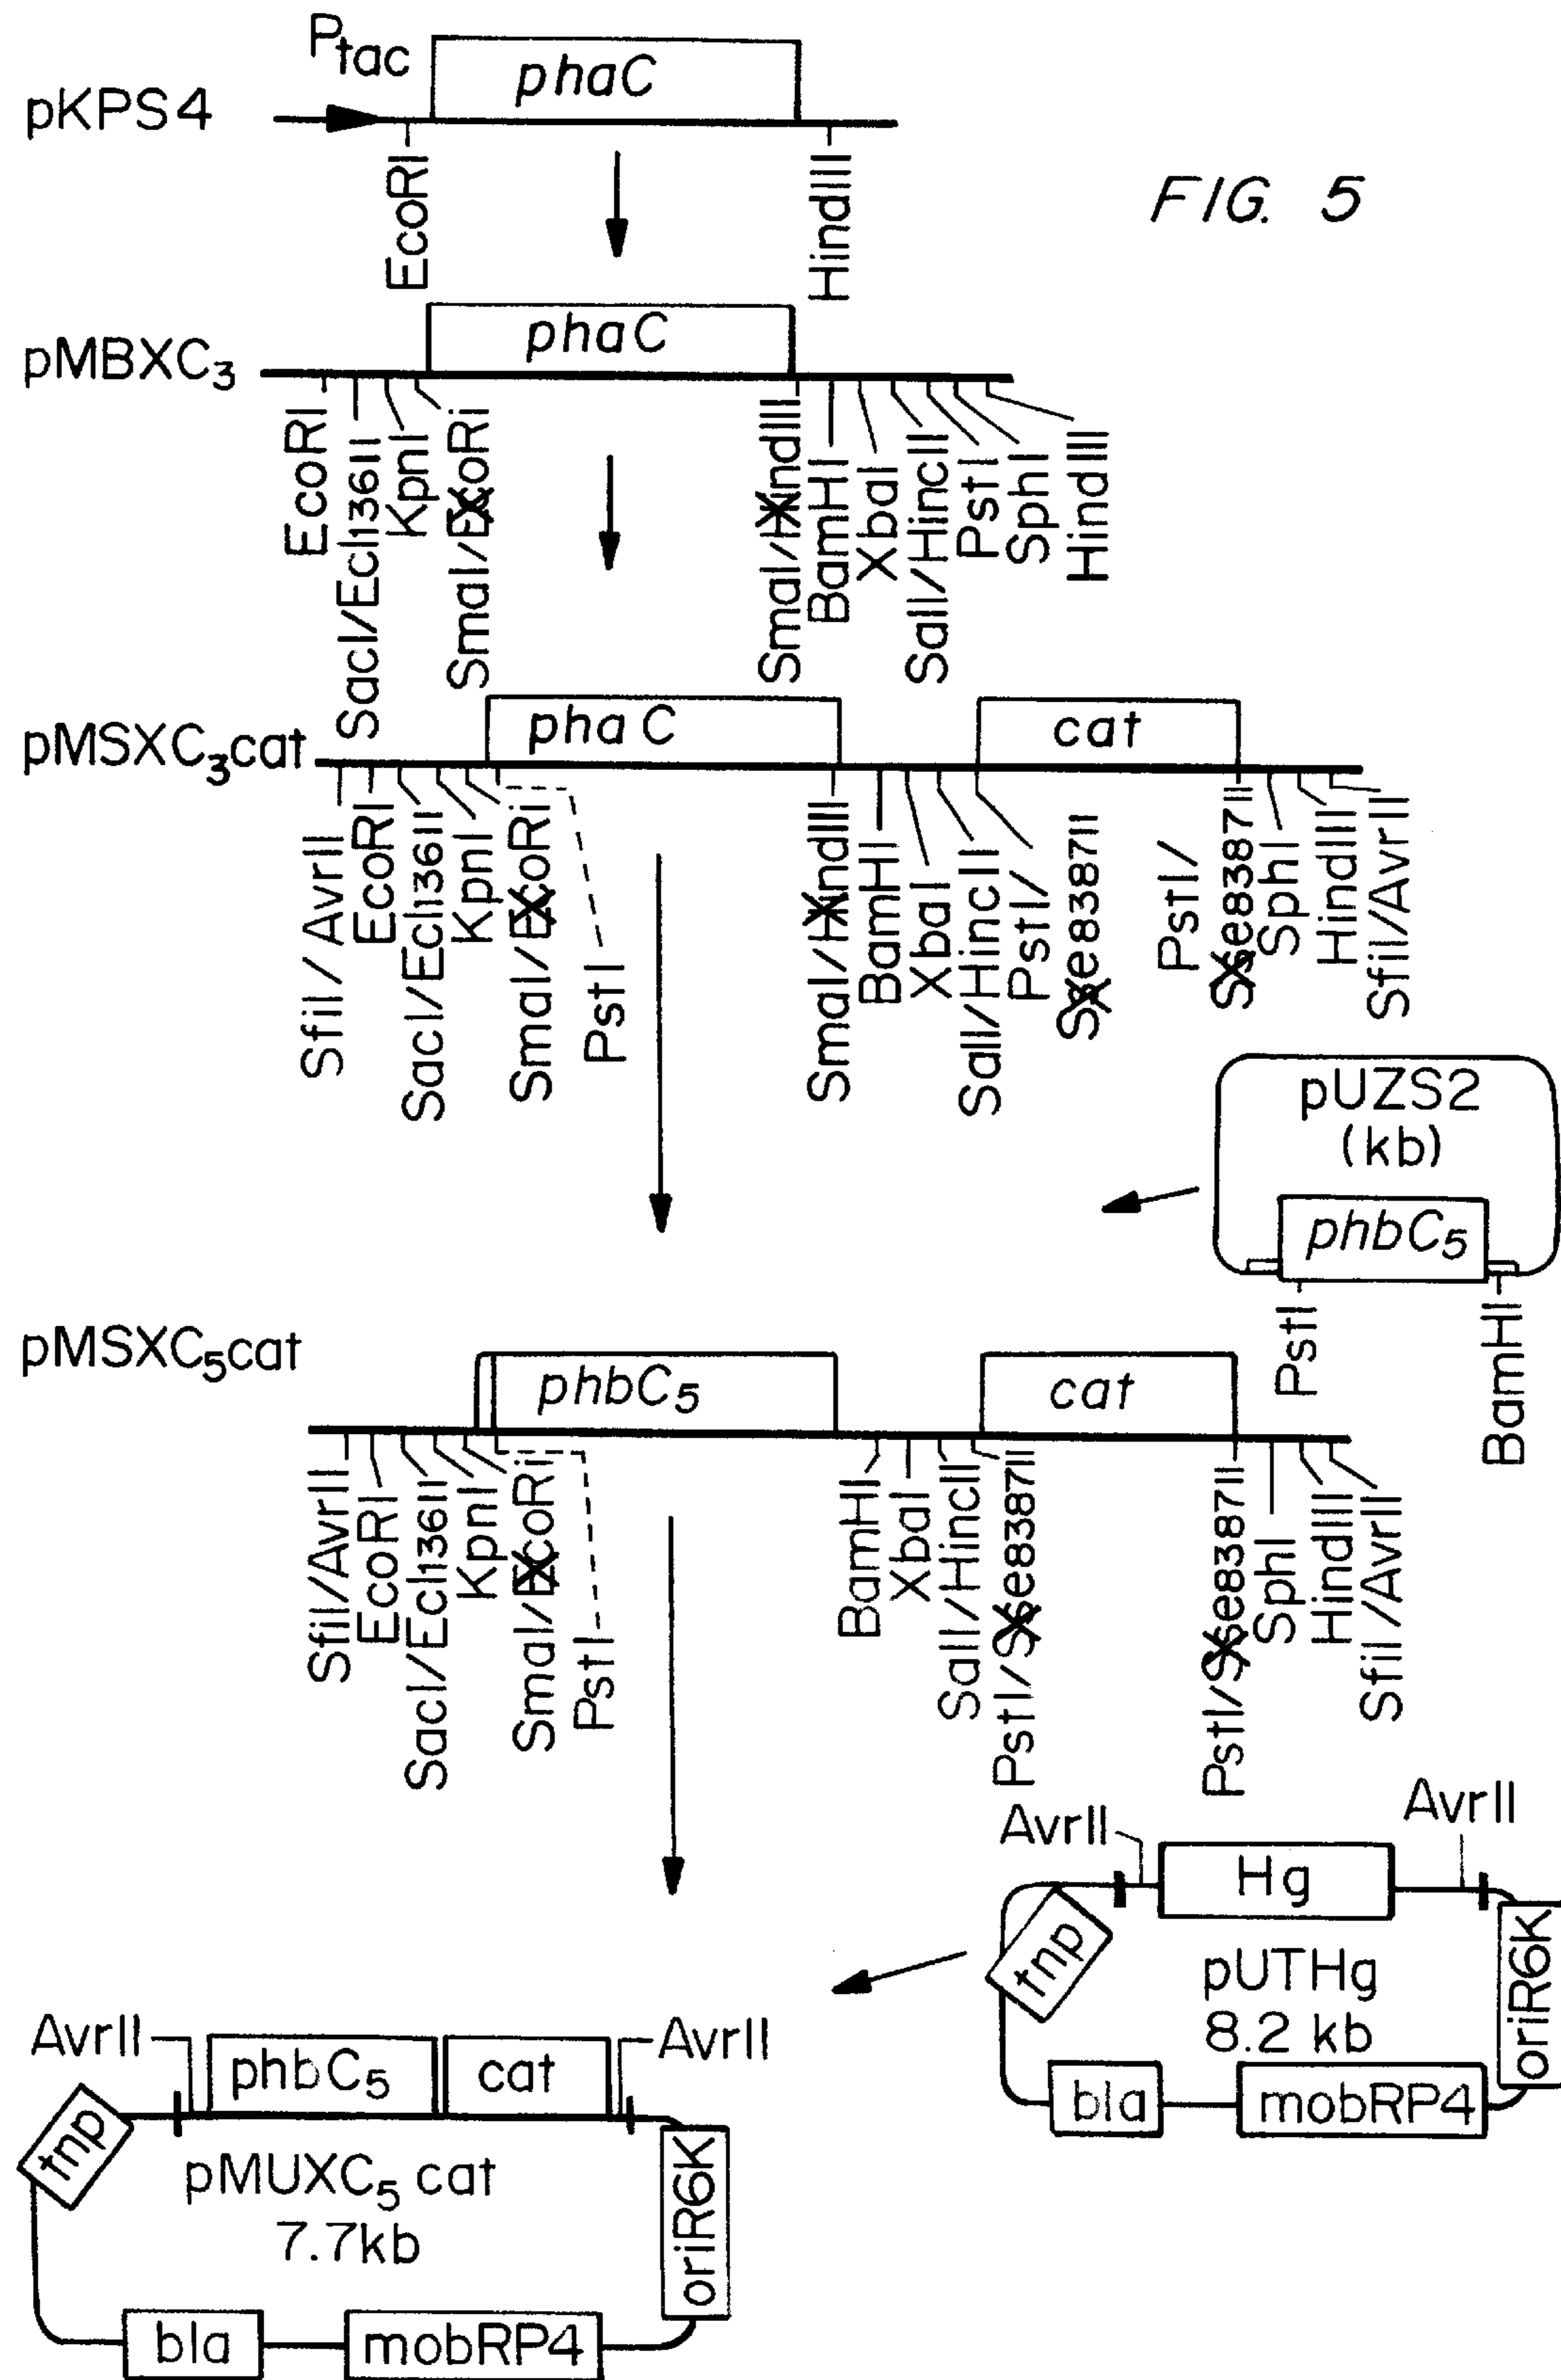 FIG. 5
pKPS4
Ptac
phaC
EcoRI
HindIII
pMBXC3
phaC
EcoRI
SacI/Ecl136II
KpnI
SmaI/EcoRi
SmaI/HindIII
BamHI
XbaI
SalI/HincII
PstI
SphI
HindIII
pMSXC3cat
phaC
cat
SfiI/AvrII
EcoRI
SacI/Ecl136II
KpnI
SmaI/EcoRi
PstI
SmaI/HindIII
BamHI
XbaI
SalI/HincII
PstI/
Sse8387II
PstI/
Sse8387II
SphI
HindIII
SfiI/AvrII
pUZS2
(kb)
phbC5
PstI
BamHI
pMSXC5cat
phbC5
cat
SfiI/AvrII
EcoRI
SacI/Ecl136II
KpnI
SmaI/EcoRi
PstI
BamHI
XbaI
SalI/HincII
PstI/Sse8387II
PstI/Sse8387II
SphI
HindIII
SfiI/AvrII
AvrII
AvrII
Hg
tnp
pUTHg
8.2 kb
oriR6K
bla
mobRP4
AvrII
AvrII
phbC5
cat
tnp
pMUXC5 cat
7.7kb
oriR6K
bla
mobRP4